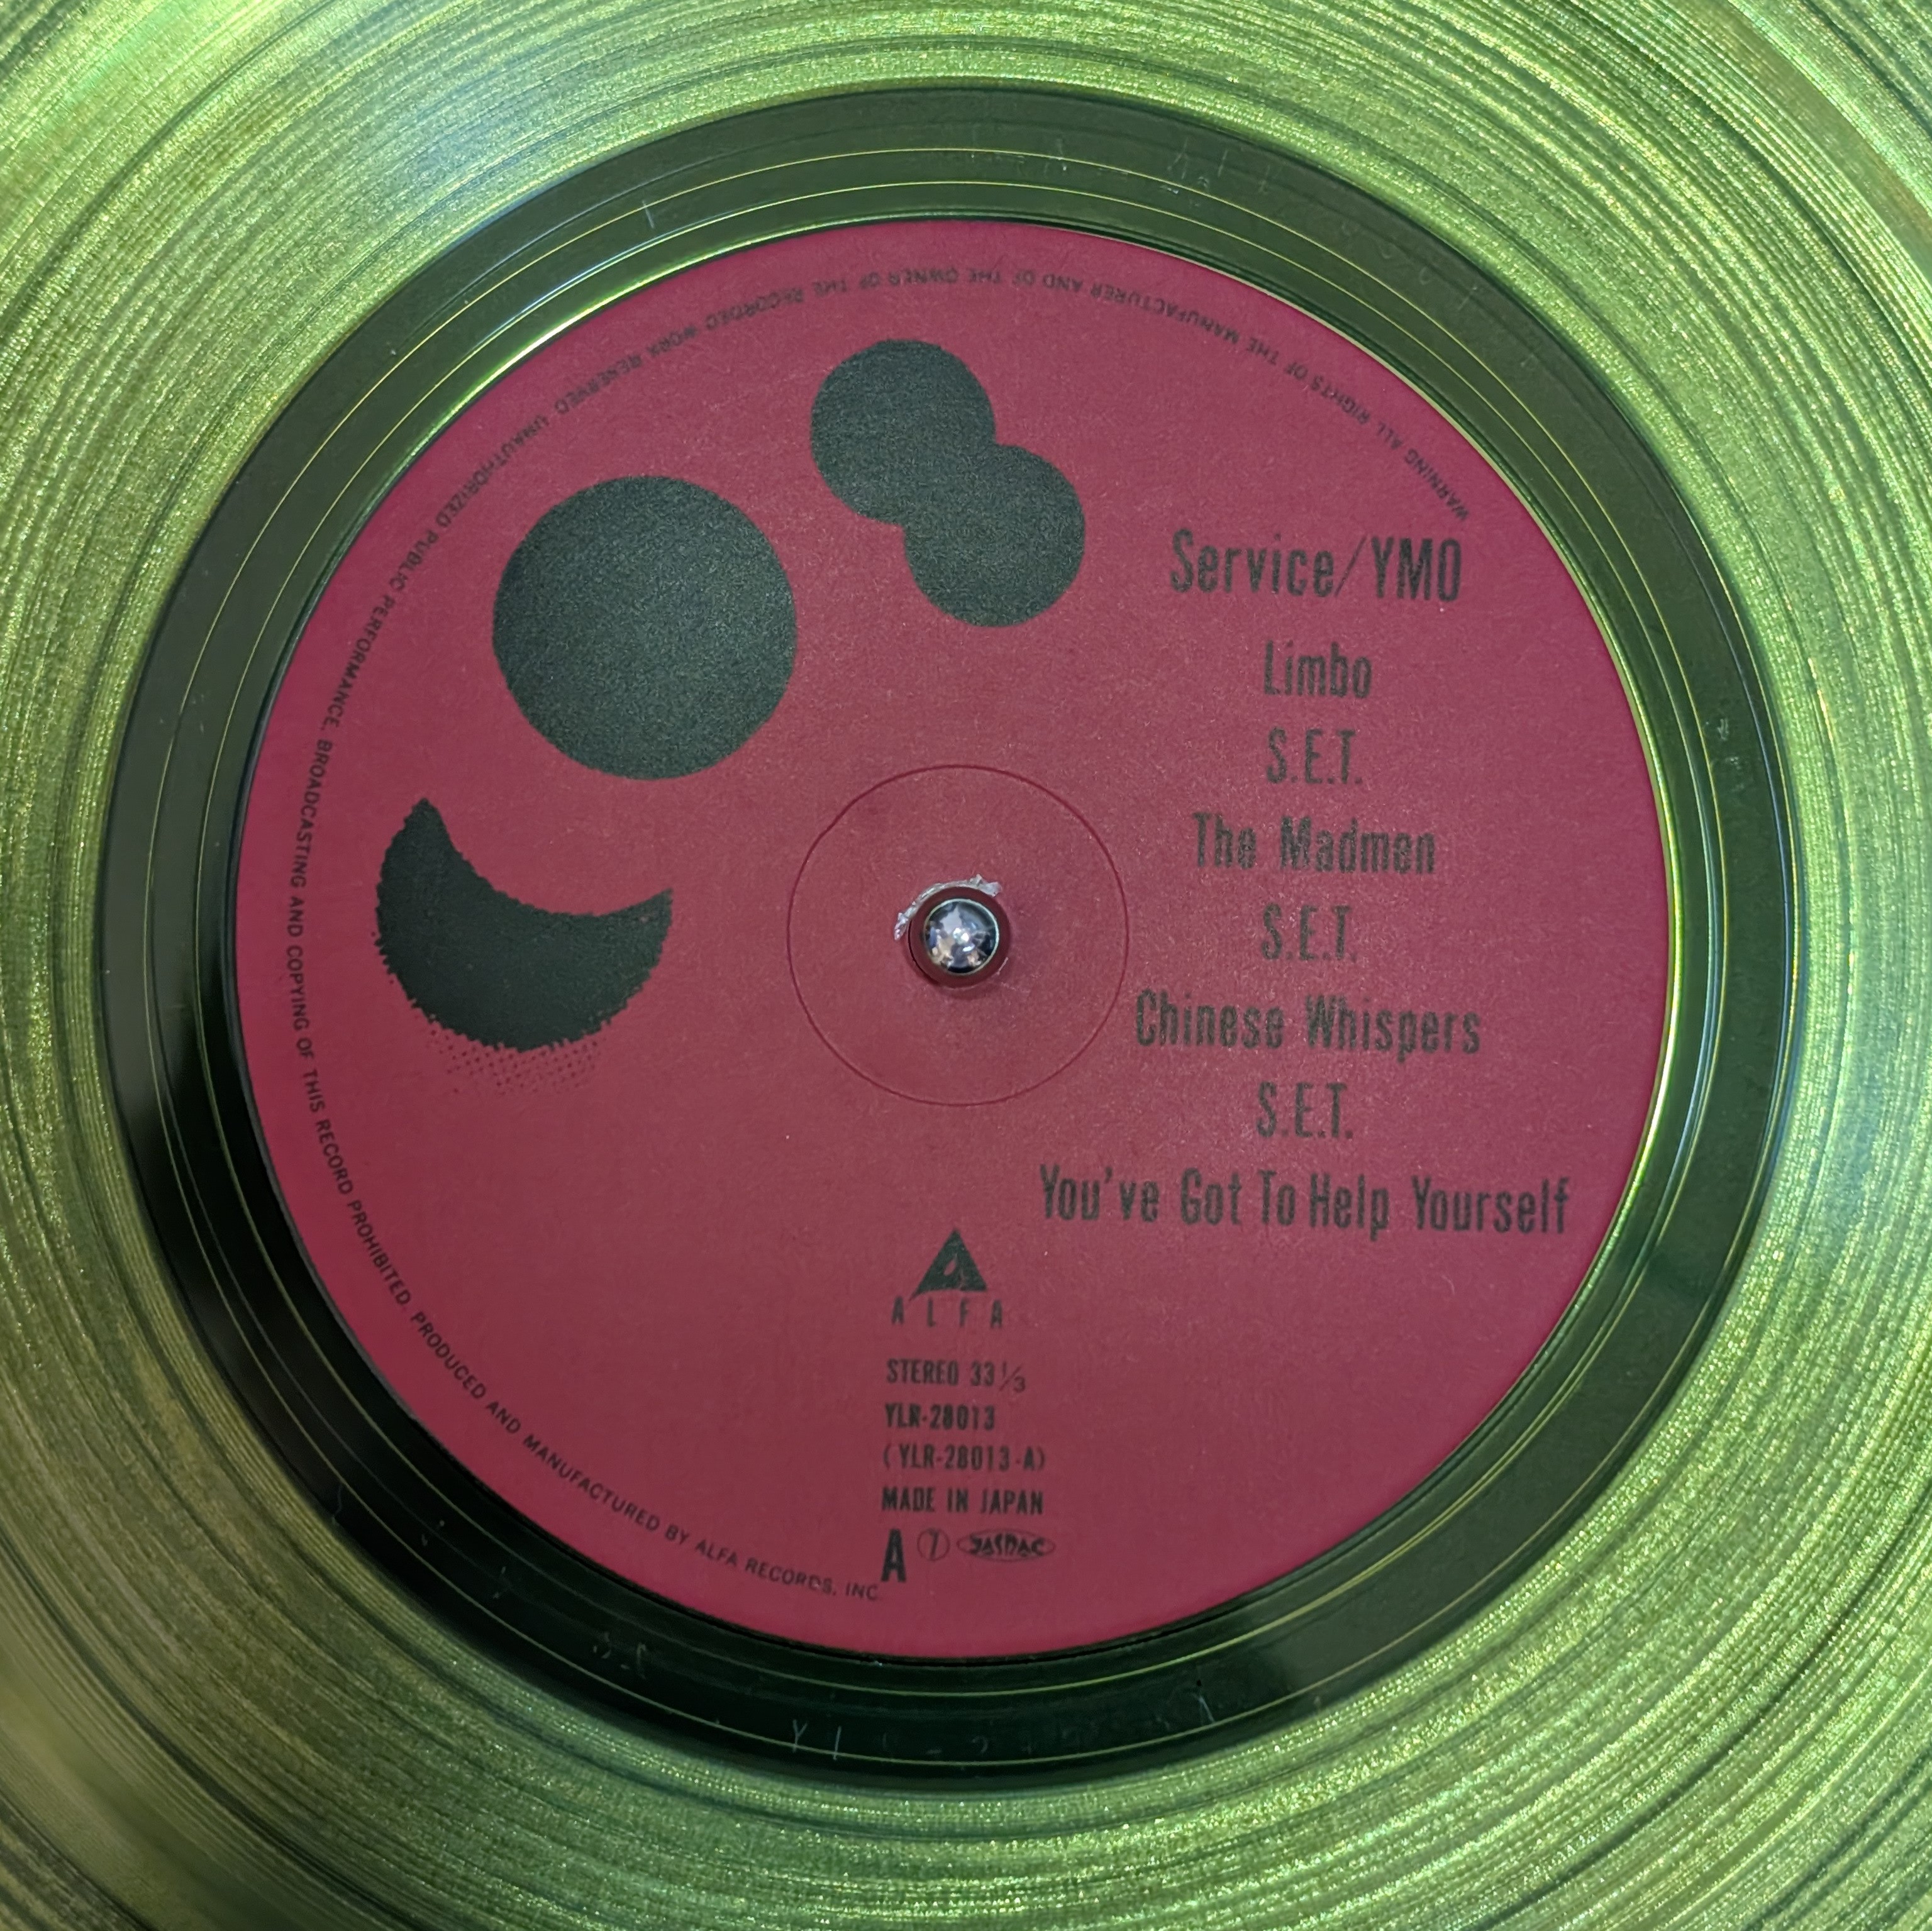 Service/YMO
Limbo
S.E.T.
The Madmen
S.E.T.
Chinese Whispers
S.E.T.
You've Got To Help Yourself
ALFA
STEREO 33 1/3
YLR-28013
(YLR-28013-A)
MADE IN JAPAN
A JASRAC
WARNING ALL RIGHTS OF THE MANUFACTURER AND OF THE OWNER OF THE RECORDED WORK RESERVED. UNAUTHORIZED PUBLIC PERFORMANCE, BROADCASTING AND COPYING OF THIS RECORD PROHIBITED. PRODUCED AND MANUFACTURED BY ALFA RECORDS, INC.